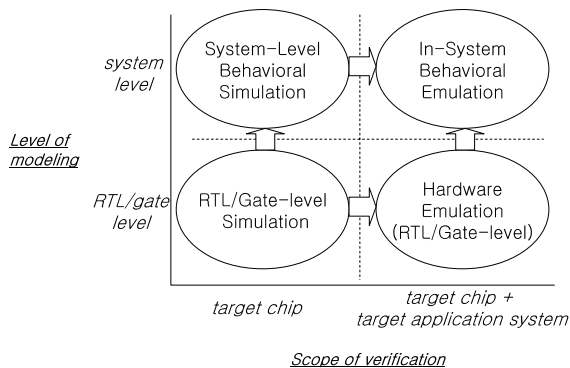 system
level
System-Level
Behavioral
Simulation
In-System
Behavioral
Emulation
Level of
modeling
RTL/gate
level
RTL/Gate-level
Simulation
Hardware
Emulation
(RTL/Gate-level)
target chip
target chip +
target application system
Scope of verification